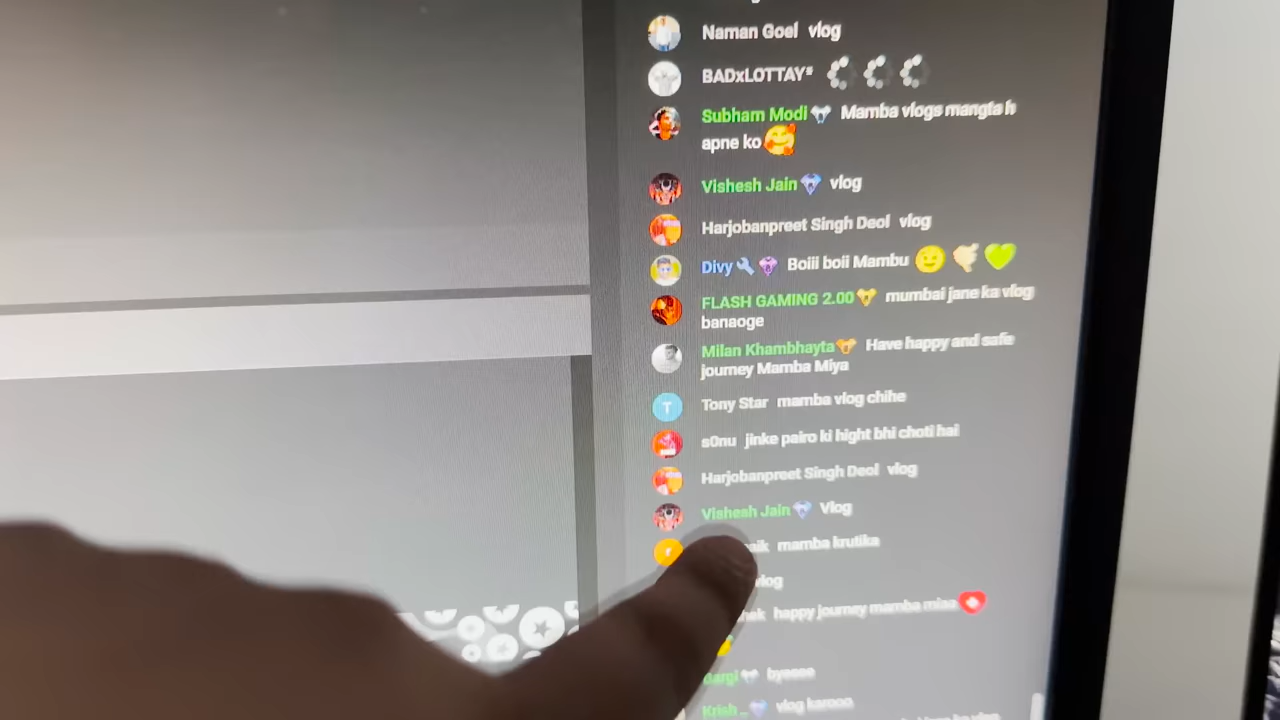 Naman Goel vlog
BADxLOTTAY*
Subham Modi Mamba vlogs mangta h
apne ko
Vishesh Jain vlog
Harjobanpreet Singh Deol vlog
Divy Boiii boii Mambu
FLASH GAMING 2.00 mumbai jane ka vlog
banaoge
Milan Khambhayta Have happy and safe
journey Mamba Miya
T Tony Star mamba vlog chihe
s0nu jinke pairo ki hight bhi choti hai
Harjobanpreet Singh Deol vlog
Vishesh Jain Vlog
mamba krutika
vlog
happy journey mamba miaa
Gargi byeeee
Krish_ vlog karooo